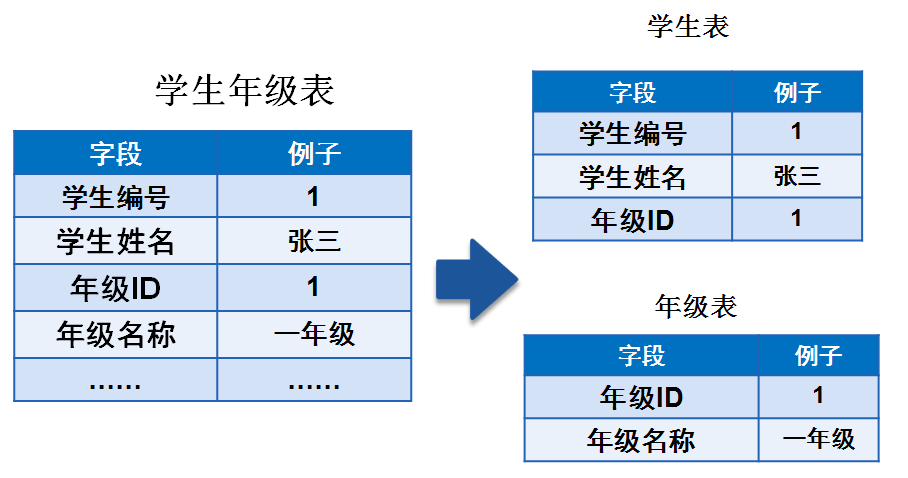 学生年级表
字段 例子
学生编号 1
学生姓名 张三
年级ID 1
年级名称 一年级
…… ……
学生表
字段 例子
学生编号 1
学生姓名 张三
年级ID 1
年级表
字段 例子
年级ID 1
年级名称 一年级